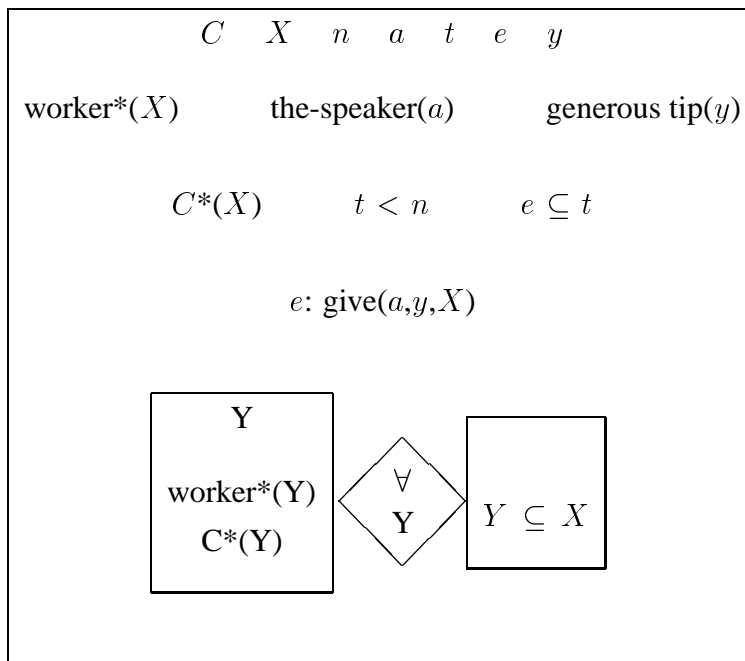 C X n a t e y
worker*(X) the-speaker(a) generous tip(y)
C*(X) t < n e ⊆ t
e: give(a,y,X)
Y
worker*(Y)
C*(Y)
∀
Y
Y ⊆ X